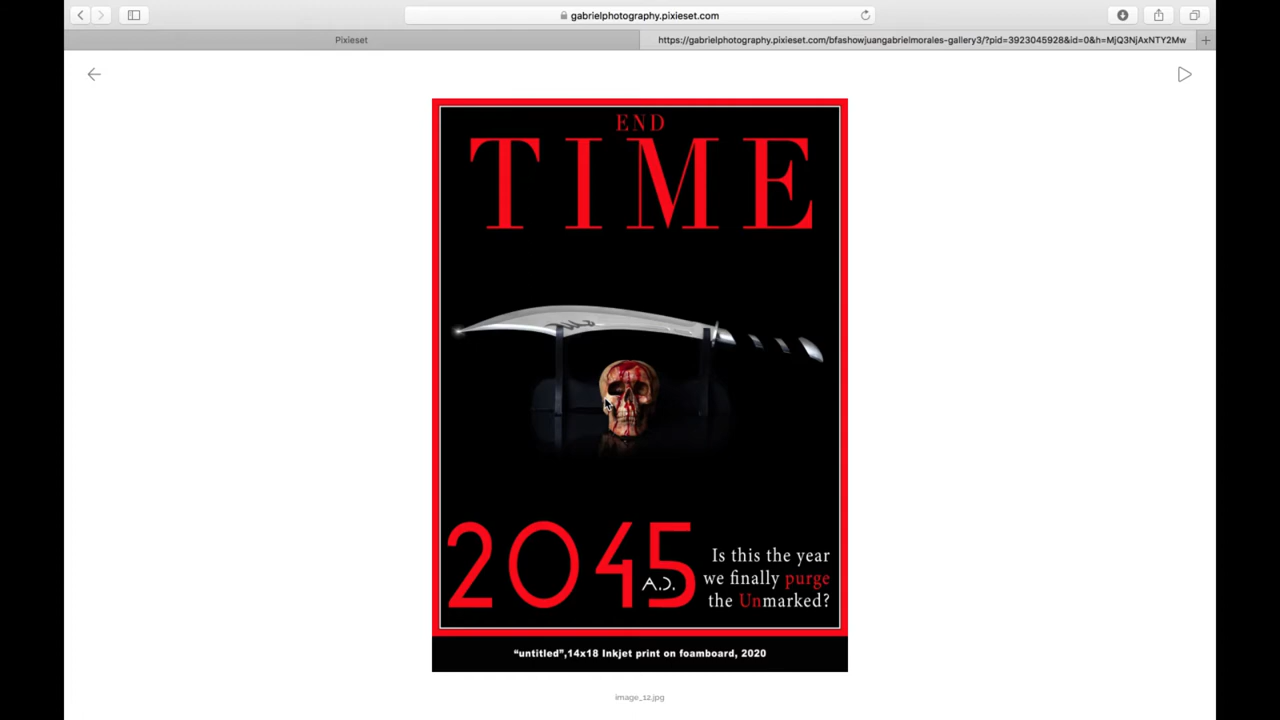 gabrielphotography.pixieset.com
Pixieset
https://gabrielphotography.pixieset.com/bfashowjuangabrielmorales-gallery3/?pid=3923045928&id=0&h=MjQ3NjAxNTY2Mw
END
TIME
2045
A.D.
Is this the year
we finally purge
the Unmarked?
“untitled”,14x18 Inkjet print on foamboard, 2020
image_12.jpg